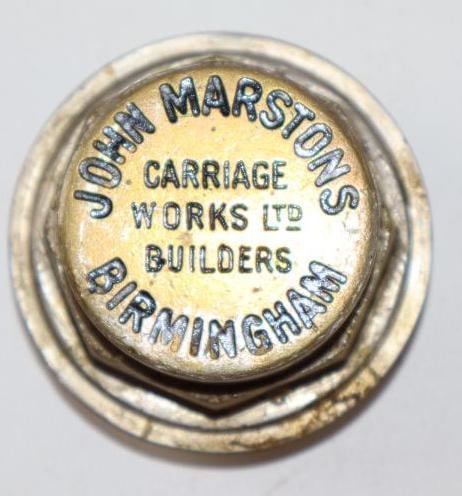 JOHN MARSTONS
CARRIAGE
WORKS LTD
BUILDERS
BIRMINGHAM